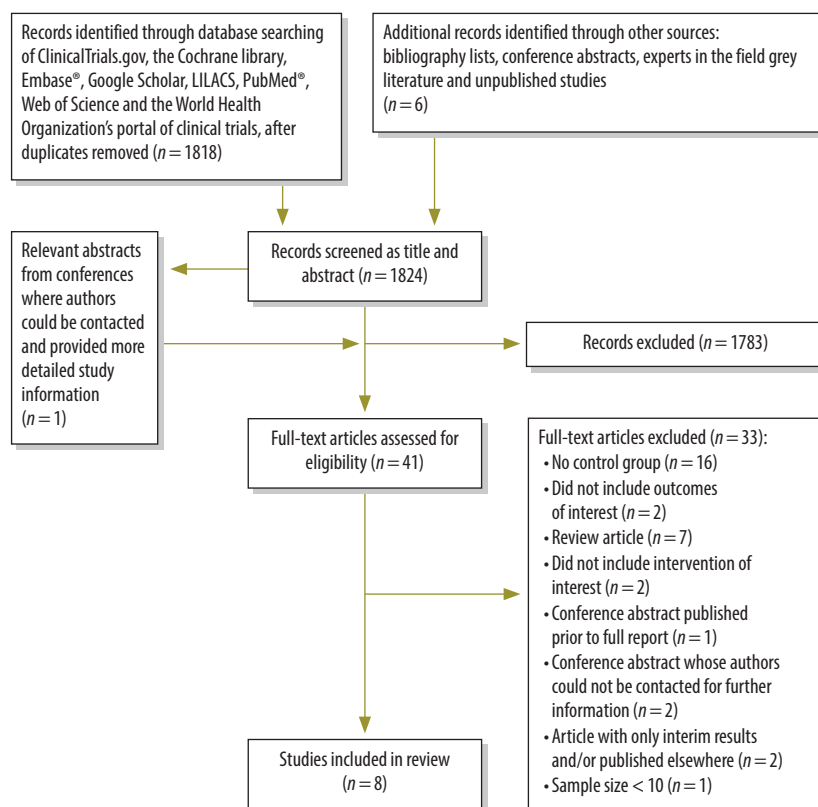 Records identified through database searching
of ClinicalTrials.gov, the Cochrane library,
Embase®, Google Scholar, LILACS, PubMed®,
Web of Science and the World Health
Organization’s portal of clinical trials, after
duplicates removed (n = 1818)
Additional records identified through other sources:
bibliography lists, conference abstracts, experts in the field grey
literature and unpublished studies
(n = 6)
Relevant abstracts
from conferences
where authors
could be contacted
and provided more
detailed study
information
(n = 1)
Records screened as title and
abstract (n = 1824)
Records excluded (n = 1783)
Full-text articles assessed for
eligibility (n = 41)
Full-text articles excluded (n = 33):
• No control group (n = 16)
• Did not include outcomes
of interest (n = 2)
• Review article (n = 7)
• Did not include intervention of
interest (n = 2)
• Conference abstract published
prior to full report (n = 1)
• Conference abstract whose authors
could not be contacted for further
information (n = 2)
• Article with only interim results
and/or published elsewhere (n = 2)
• Sample size < 10 (n = 1)
Studies included in review
(n = 8)